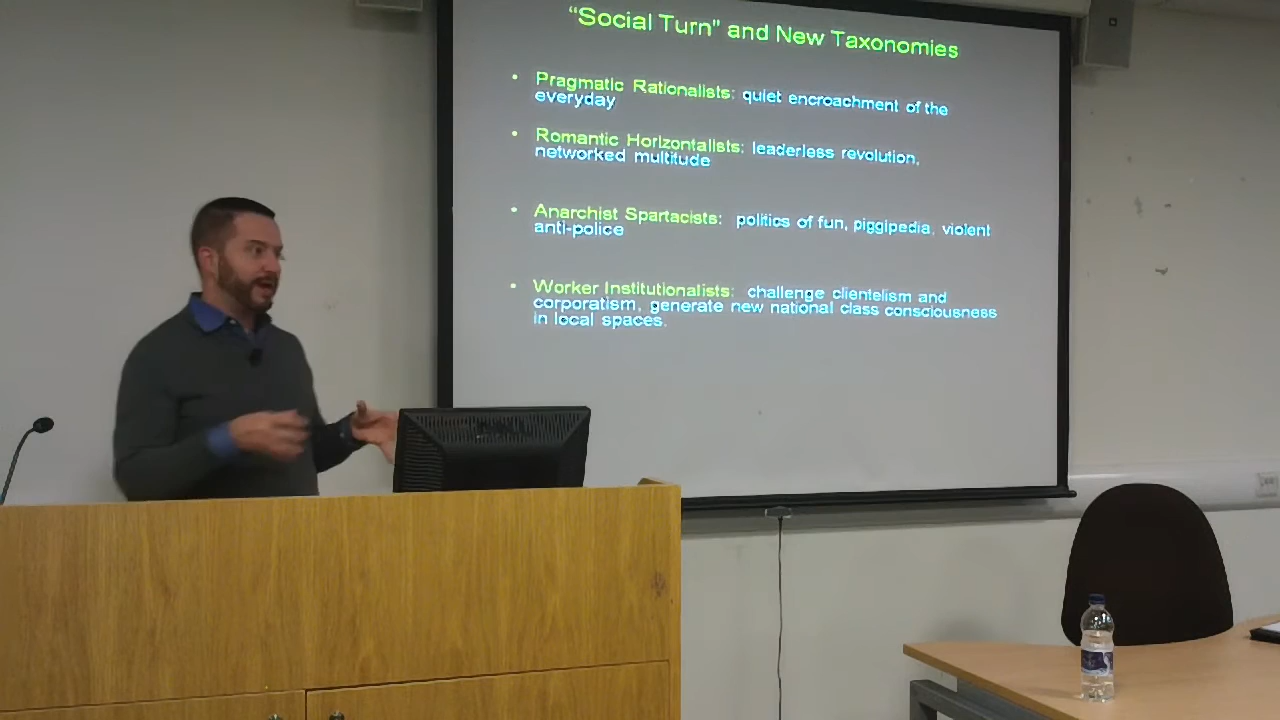 “Social Turn" and New Taxonomies
• Pragmatic Rationalists: quiet encroachment of the
everyday
• Romantic Horizontalists: leaderless revolution,
networked multitude
• Anarchist Spartacists: politics of fun, piggipedia, violent
anti-police
• Worker Institutionalists: challenge clientelism and
corporatism, generate new national class consciousness
in local spaces.